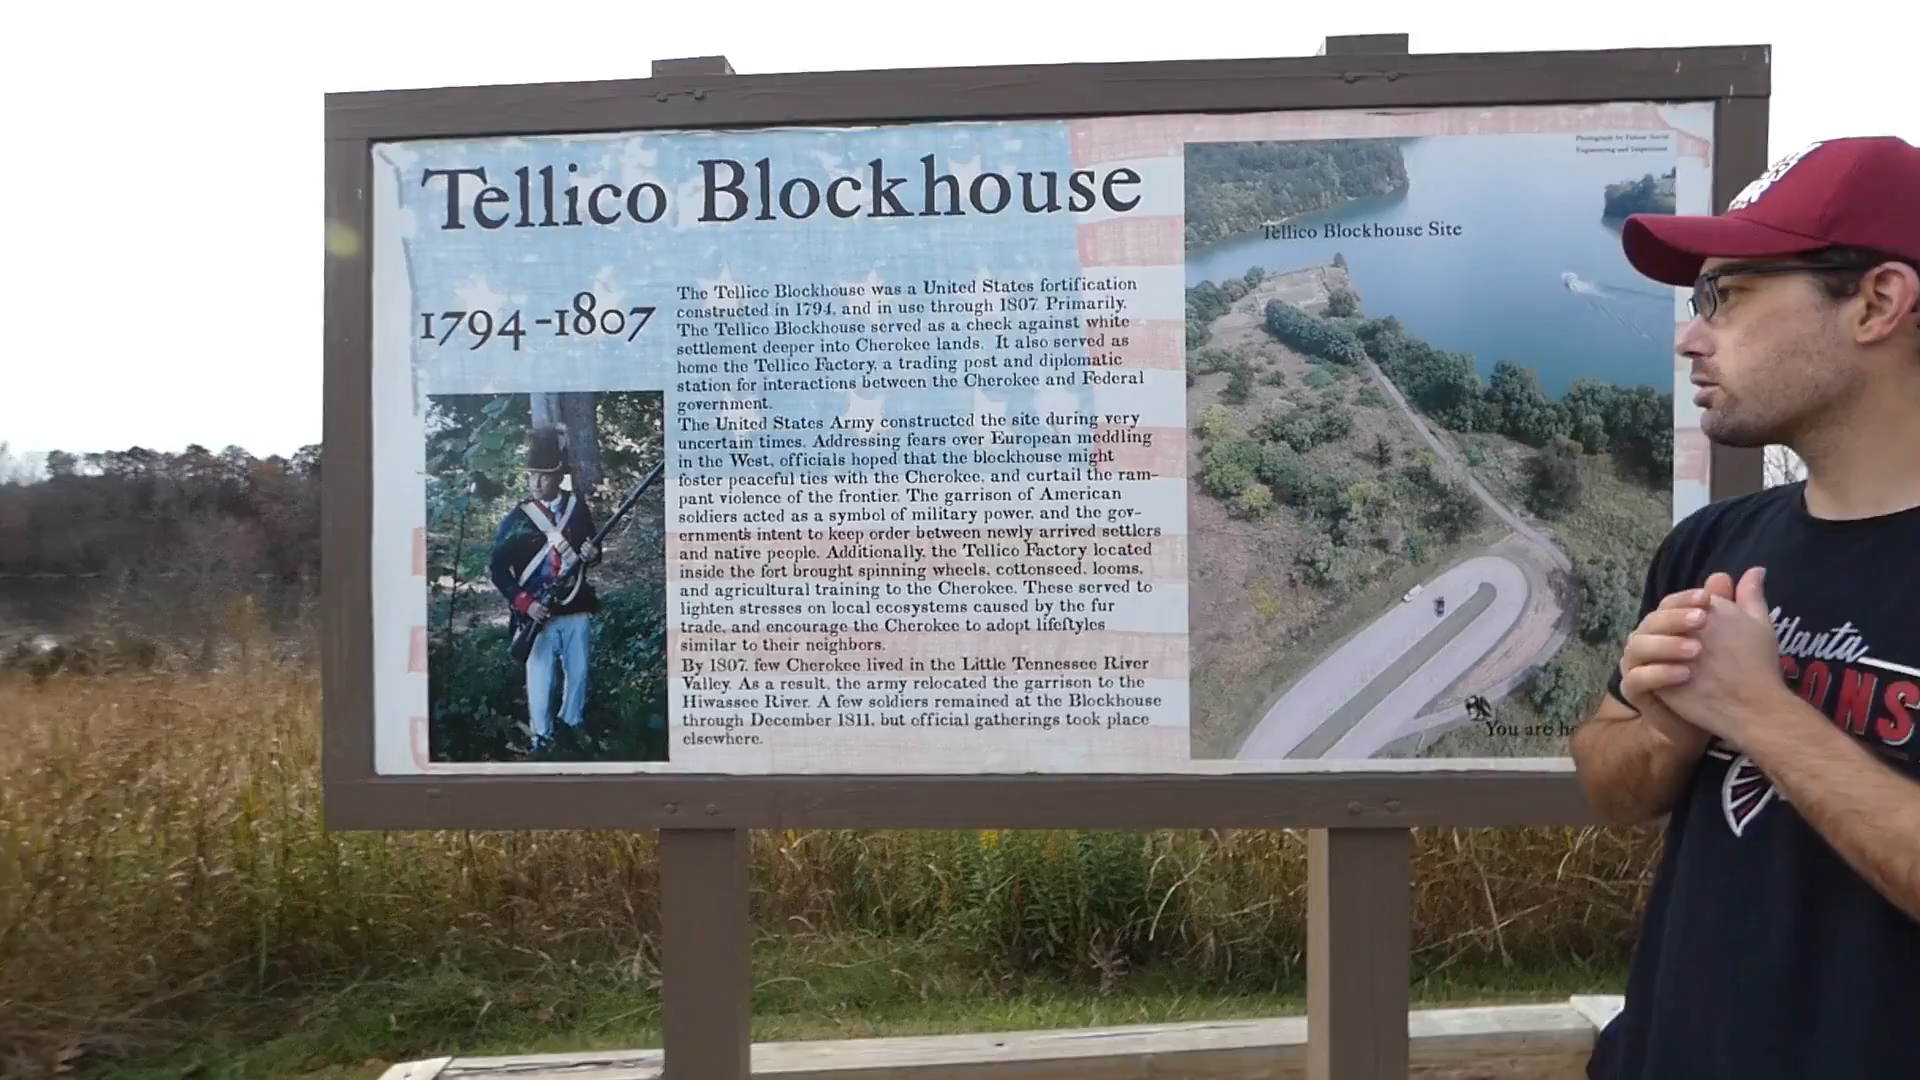 Tellico Blockhouse
1794-1807
The Tellico Blockhouse was a United States fortification
constructed in 1794, and in use through 1807. Primarily,
The Tellico Blockhouse served as a check against white
settlement deeper into Cherokee lands. It also served as
home the Tellico Factory, a trading post and diplomatic
station for interactions between the Cherokee and Federal
government.
The United States Army constructed the site during very
uncertain times. Addressing fears over European meddling
in the West, officials hoped that the blockhouse might
foster peaceful ties with the Cherokee, and curtail the ram-
pant violence of the frontier. The garrison of American
soldiers acted as a symbol of military power, and the gov-
ernment's intent to keep order between newly arrived settlers
and native people. Additionally, the Tellico Factory located
inside the fort brought spinning wheels, cottonseed, looms,
and agricultural training to the Cherokee. These served to
lighten stresses on local ecosystems caused by the fur
trade, and encourage the Cherokee to adopt lifestyles
similar to their neighbors.
By 1807, few Cherokee lived in the Little Tennessee River
Valley. As a result, the army relocated the garrison to the
Hiwassee River. A few soldiers remained at the Blockhouse
through December 1811, but official gatherings took place
elsewhere.
Photograph by
Engineering and
Tellico Blockhouse Site
You are
Atlanta